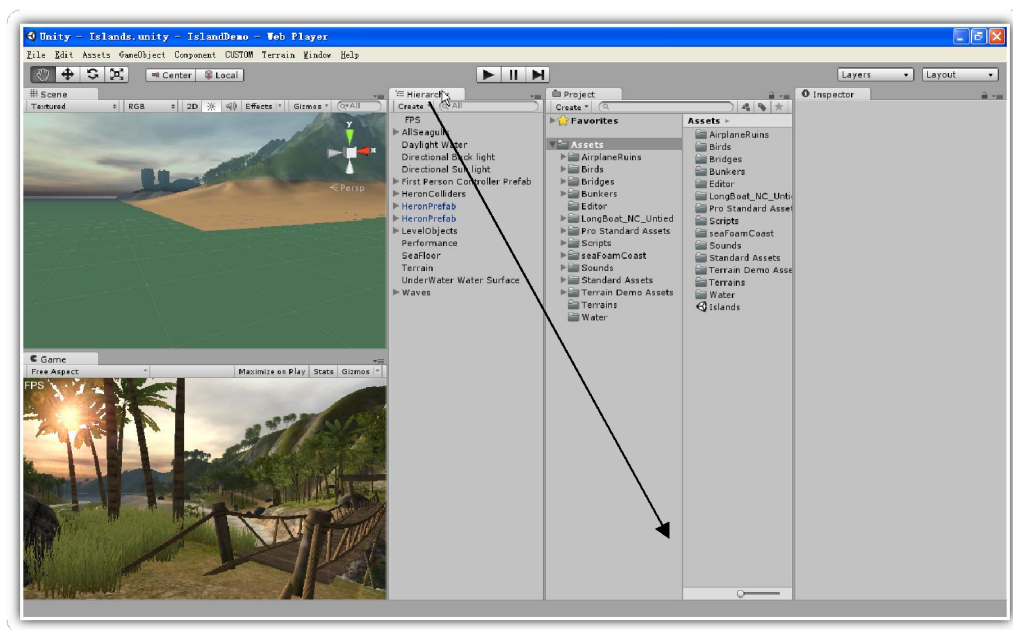 Unity - Islands.unity - IslandDemo - Web Player
File Edit Assets GameObject Component CUSTOM Terrain Window Help
Center Local
Layers Layout
Scene
Textured RGB 2D Effects Gizmos All
y
x
Persp
Game
Free Aspect Maximize on Play Stats Gizmos
FPS
Hierarchy
Create All
FPS
AllSeagulls
Daylight Water
Directional Back light
Directional Sun light
First Person Controller Prefab
HeronColliders
HeronPrefab
HeronPrefab
LevelObjects
Performance
SeaFloor
Terrain
UnderWater Water Surface
Waves
Project
Create
Favorites
Assets
AirplaneRuins
Birds
Bridges
Bunkers
Editor
LongBoat_NC_Untied
Pro Standard Assets
Scripts
seaFoamCoast
Sounds
Standard Assets
Terrain Demo Assets
Terrains
Water
Assets
AirplaneRuins
Birds
Bridges
Bunkers
Editor
LongBoat_NC_Unti
Pro Standard Asset
Scripts
seaFoamCoast
Sounds
Standard Assets
Terrain Demo Asse
Terrains
Water
Islands
Inspector